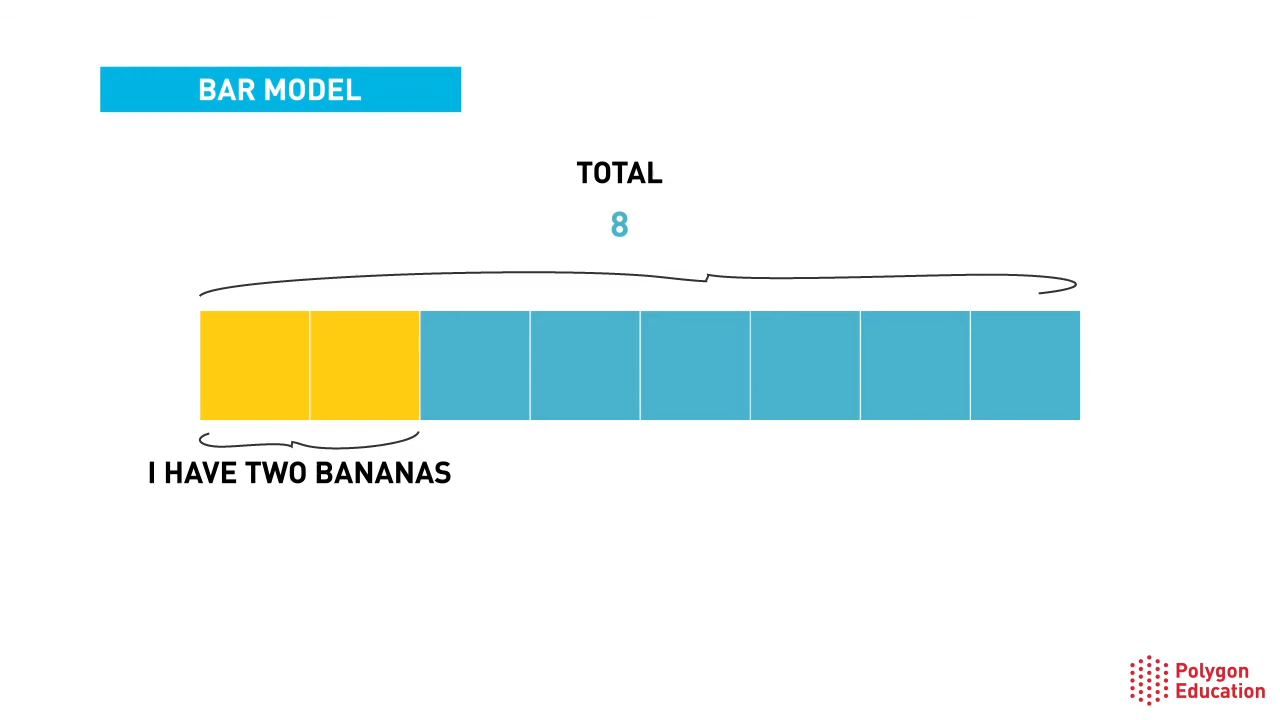 BAR MODEL
TOTAL
8
I HAVE TWO BANANAS
Polygon
Education